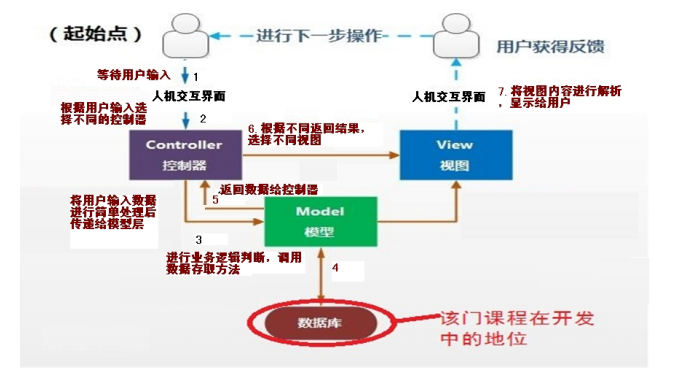 （起始点）
进行下一步操作
用户获得反馈
等待用户输入
1
人机交互界面
人机交互界面
7. 将视图内容进行解析
，显示给用户
根据用户输入选
择不同的控制器
2
6. 根据不同返回结果，
选择不同视图
Controller
控制器
View
视图
返回数据给控制器
5
将用户输入数据
进行简单处理后
传递给模型层
Model
模型
3
进行业务逻辑判断，调用
数据存取方法
4
数据库
该门课程在开发
中的地位